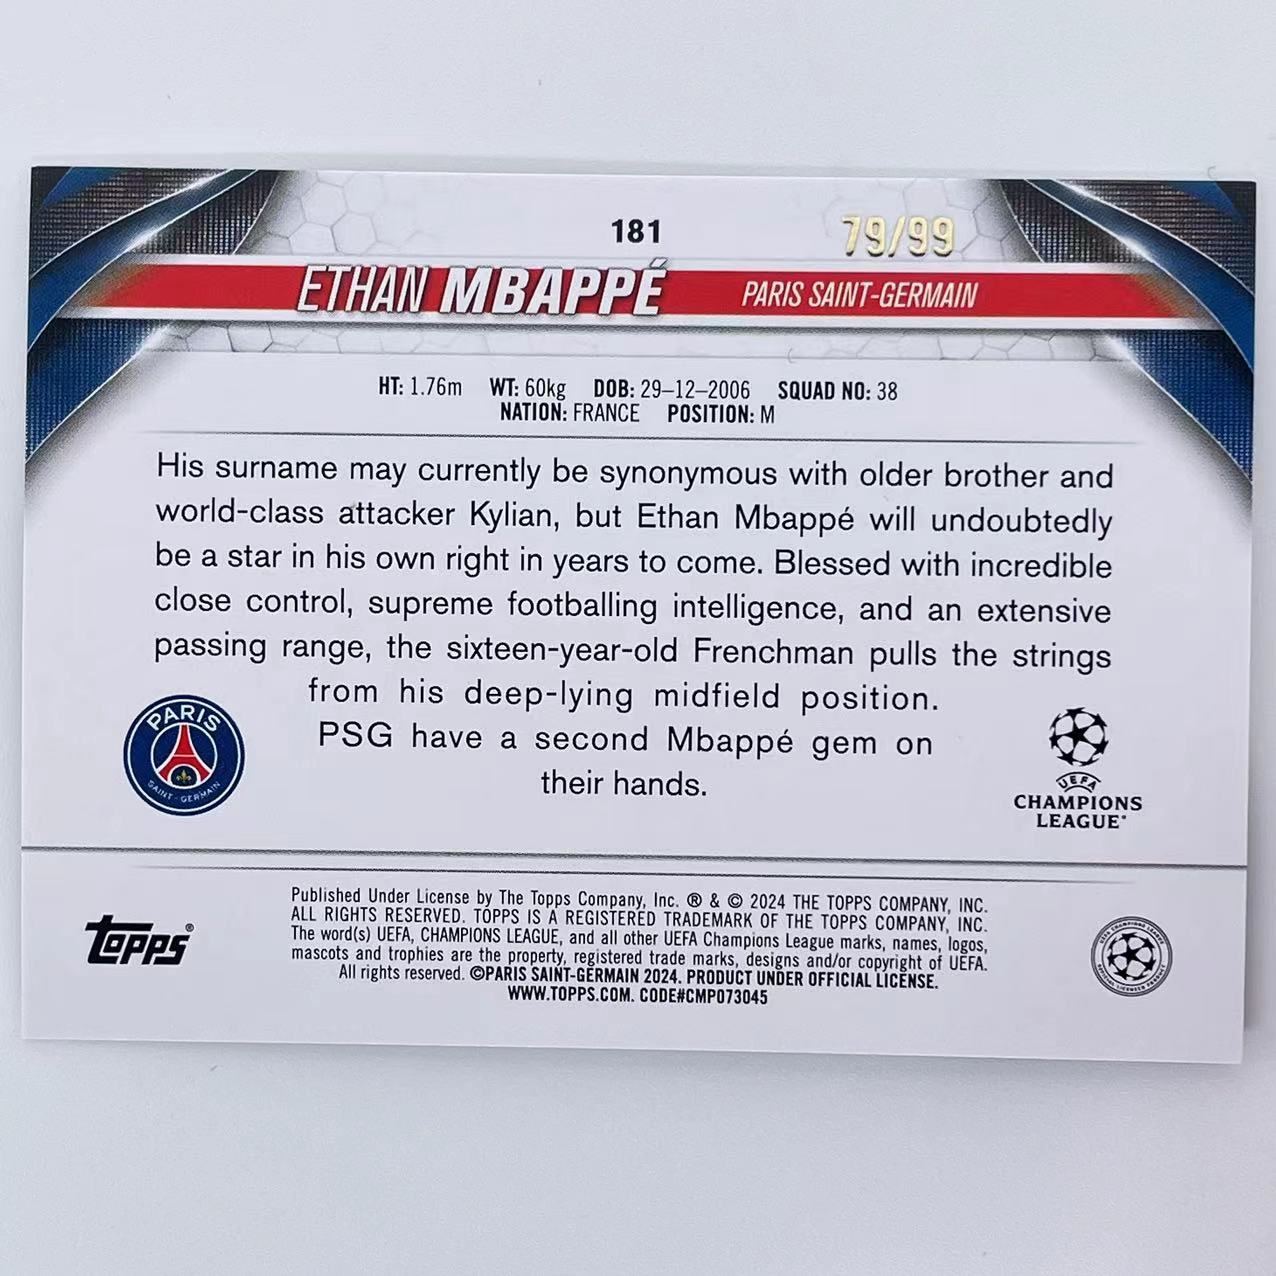 181
79/99
ETHAN MBAPPÉ
PARIS SAINT-GERMAIN
HT: 1.76m WT: 60kg DOB: 29–12–2006 SQUAD NO: 38
NATION: FRANCE POSITION: M
His surname may currently be synonymous with older brother and
world-class attacker Kylian, but Ethan Mbappé will undoubtedly
be a star in his own right in years to come. Blessed with incredible
close control, supreme footballing intelligence, and an extensive
passing range, the sixteen-year-old Frenchman pulls the strings
from his deep-lying midfield position.
PSG have a second Mbappé gem on
their hands.
PARIS
SAINT-GERMAIN
UEFA
CHAMPIONS
LEAGUE®
topps®
Published Under License by The Topps Company, Inc. ® & © 2024 THE TOPPS COMPANY, INC.
ALL RIGHTS RESERVED. TOPPS IS A REGISTERED TRADEMARK OF THE TOPPS COMPANY, INC.
The word(s) UEFA, CHAMPIONS LEAGUE, and all other UEFA Champions League marks, names, logos,
mascots and trophies are the property, registered trade marks, designs and/or copyright of UEFA.
All rights reserved. ©PARIS SAINT-GERMAIN 2024. PRODUCT UNDER OFFICIAL LICENSE.
WWW.TOPPS.COM. CODE#CMP073045
UEFA CHAMPIONS LEAGUE
OFFICIAL LICENSED PRODUCT